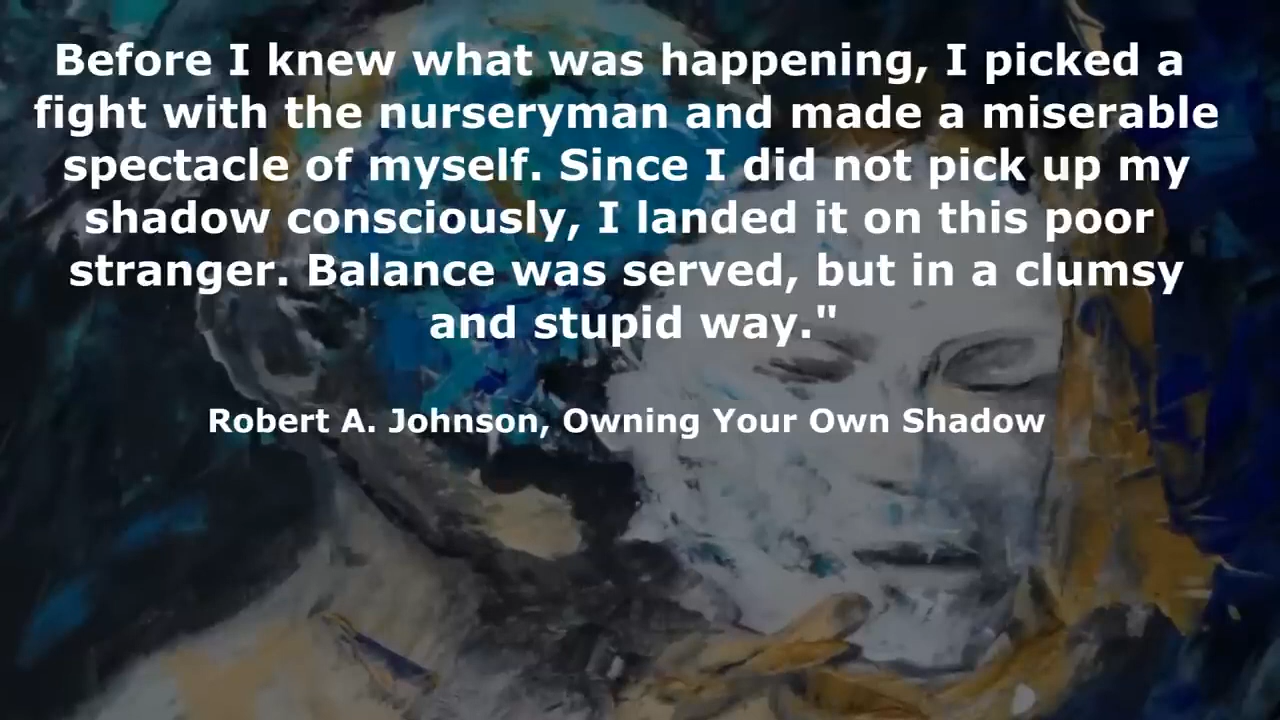 Before I knew what was happening, I picked a
fight with the nurseryman and made a miserable
spectacle of myself. Since I did not pick up my
shadow consciously, I landed it on this poor
stranger. Balance was served, but in a clumsy
and stupid way."
Robert A. Johnson, Owning Your Own Shadow